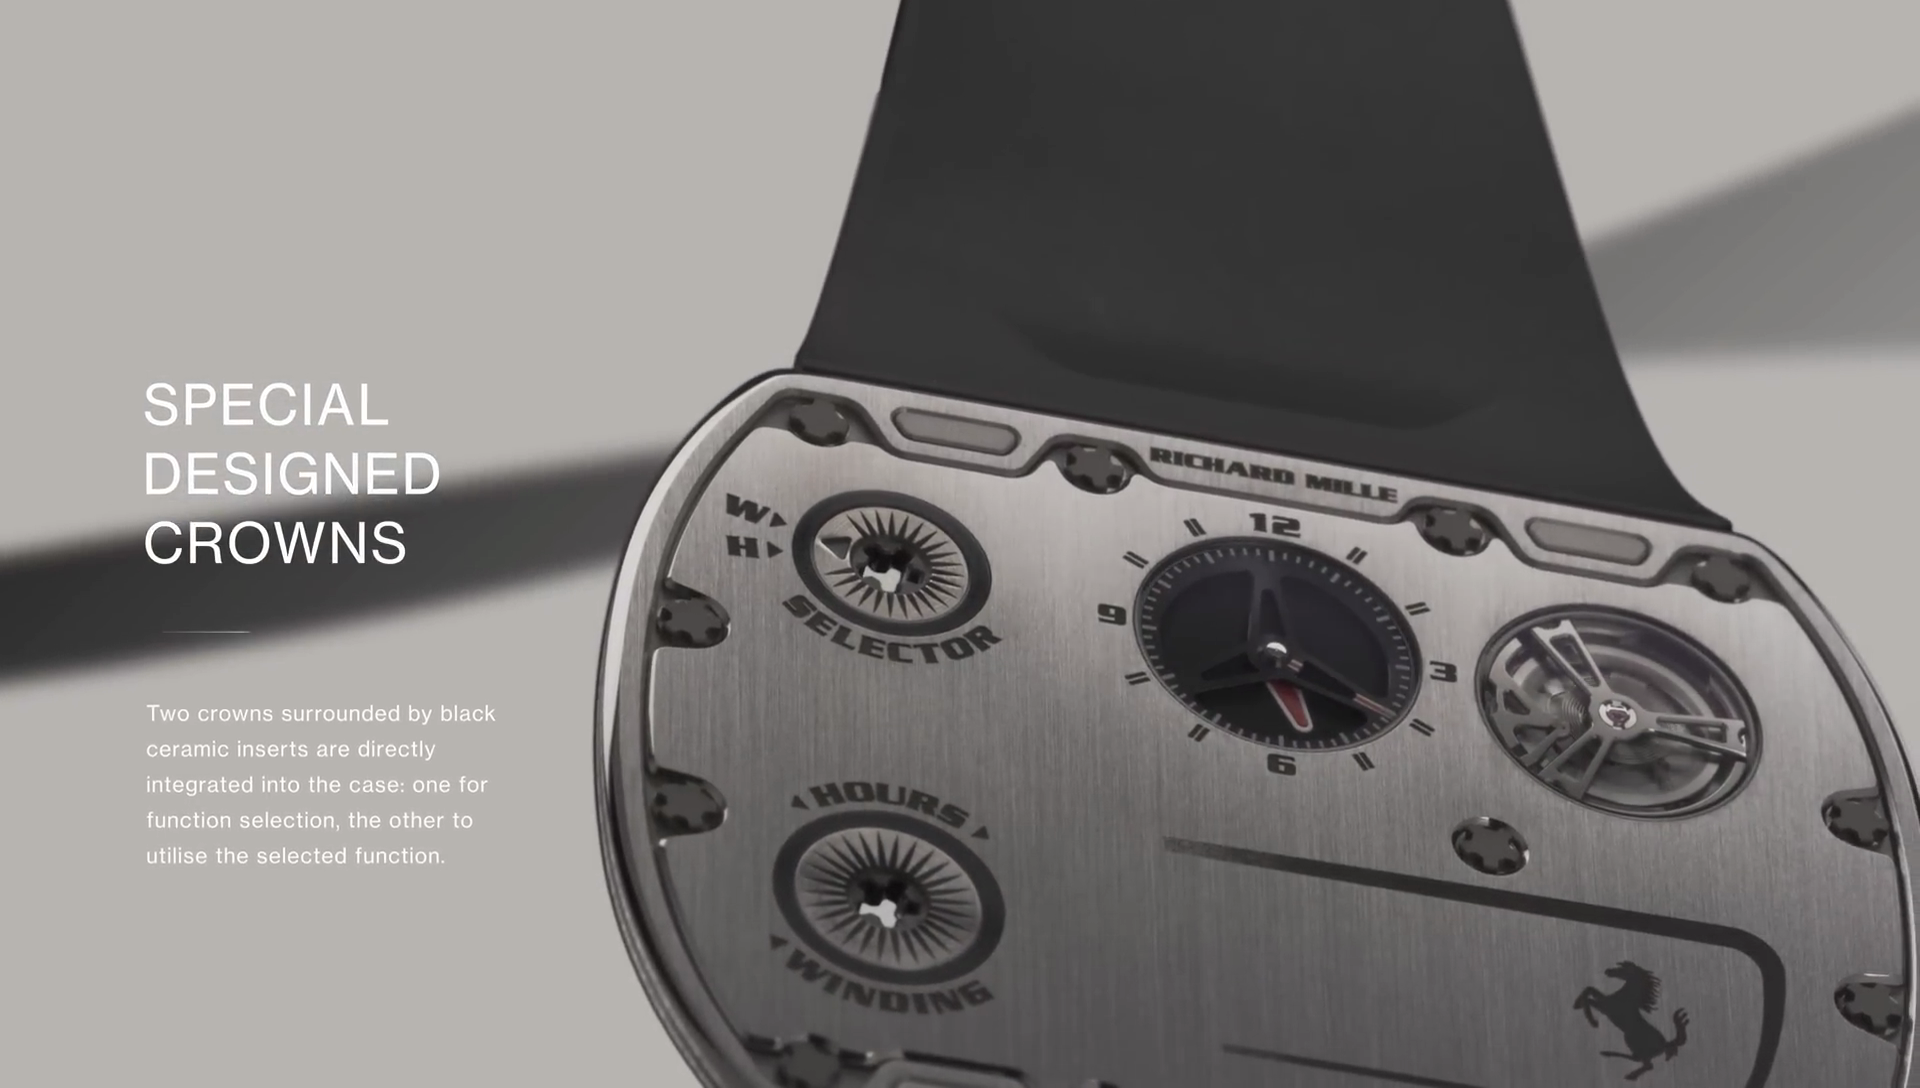 SPECIAL
DESIGNED
CROWNS
Two crowns surrounded by black
ceramic inserts are directly
integrated into the case: one for
function selection, the other to
utilise the selected function.
RICHARD MILLE
W
H
SELECTOR
12
9
3
6
HOURS
WINDING